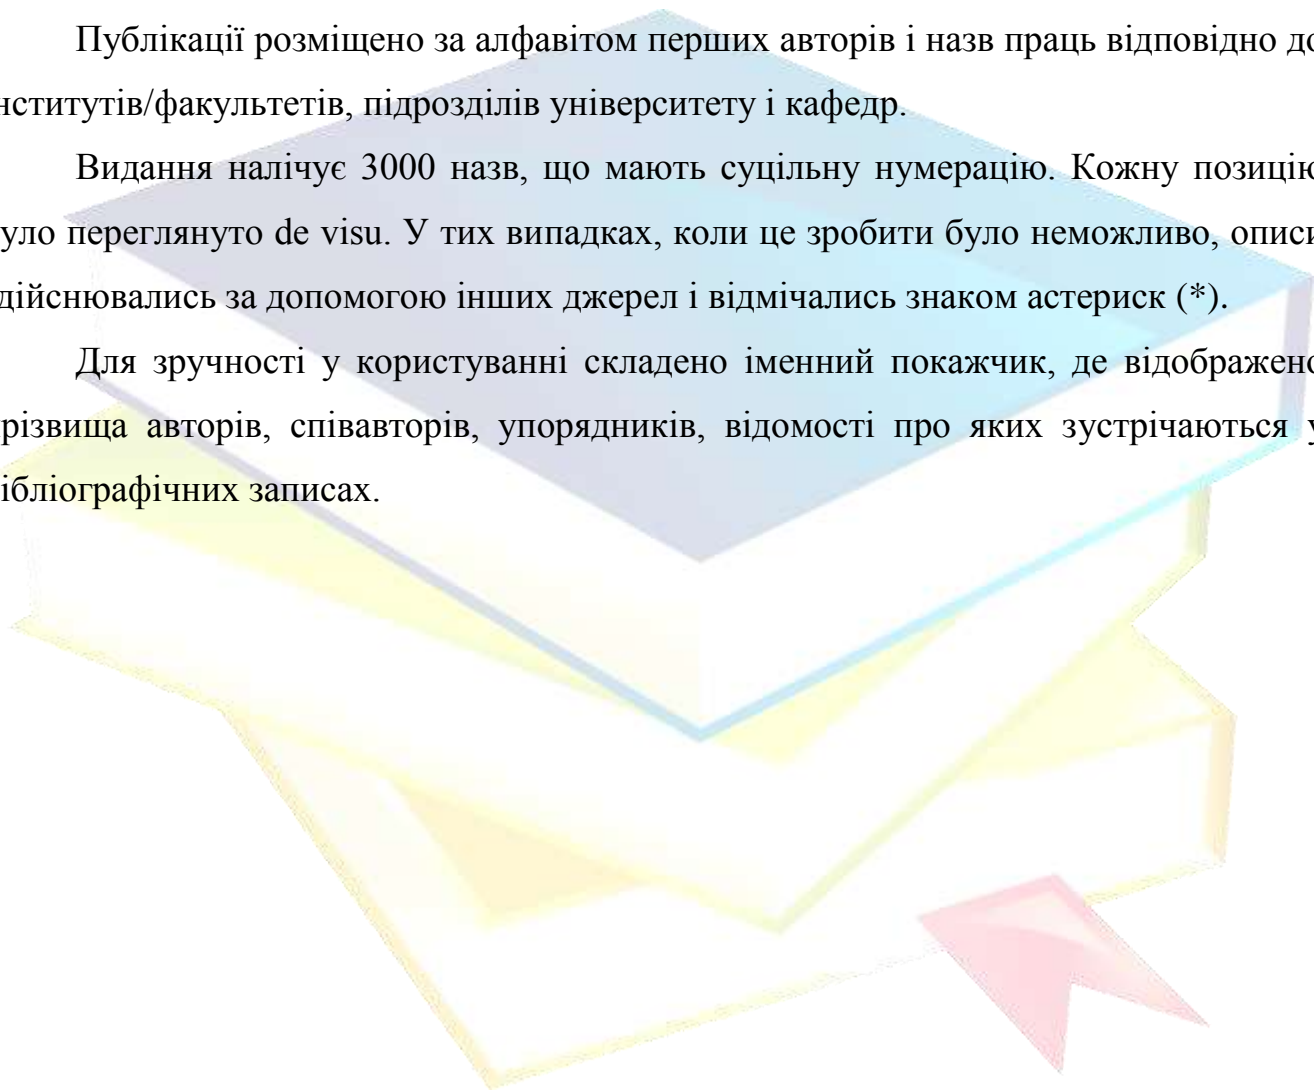 Публікації розміщено за алфавітом перших авторів і назв праць відповідно до
нститутів/факультетів, підрозділів університету і кафедр.
Видання налічує 3000 назв, що мають суцільну нумерацію. Кожну позицію
уло переглянуто de visu. У тих випадках, коли це зробити було неможливо, описи
дійснювались за допомогою інших джерел і відмічались знаком астериск (*).
Для зручності у користуванні складено іменний покажчик, де відображено
різвища авторів, співавторів, упорядників, відомості про яких зустрічаються у
ібліографічних записах.